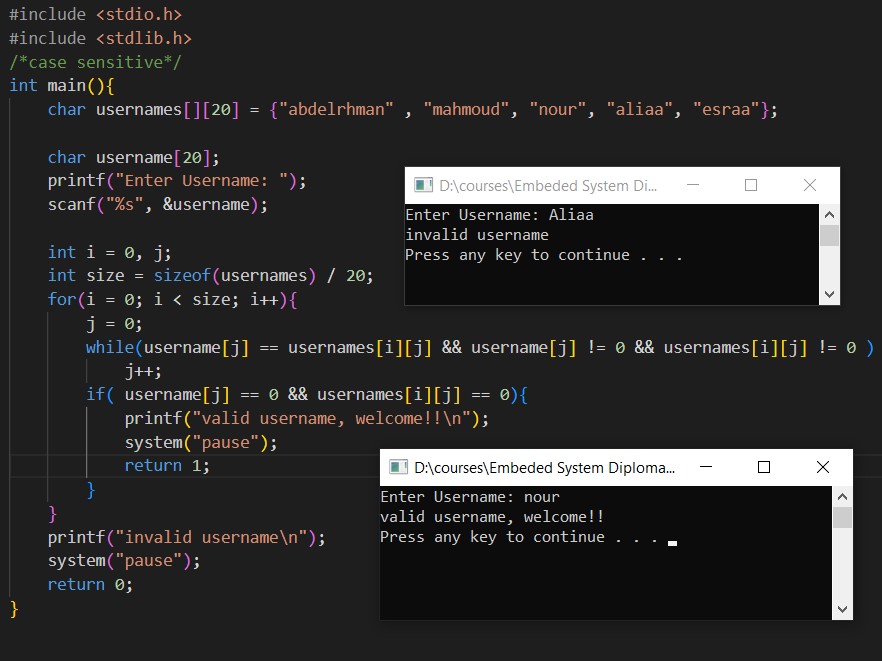 #include <stdio.h>
#include <stdlib.h>
/*case sensitive*/
int main(){
    char usernames[][20] = {"abdelrhman" , "mahmoud", "nour", "aliaa", "esraa"};

    char username[20];
    printf("Enter Username: ");
    scanf("%s", &username);

    int i = 0, j;
    int size = sizeof(usernames) / 20;
    for(i = 0; i < size; i++){
        j = 0;
        while(username[j] == usernames[i][j] && username[j] != 0 && usernames[i][j] != 0 )
            j++;
        if( username[j] == 0 && usernames[i][j] == 0){
            printf("valid username, welcome!!\n");
            system("pause");
            return 1;
        }
    }
    printf("invalid username\n");
    system("pause");
    return 0;
}
D:\courses\Embeded System Di...
Enter Username: Aliaa
invalid username
Press any key to continue . . .
D:\courses\Embeded System Diploma...
Enter Username: nour
valid username, welcome!!
Press any key to continue . . .